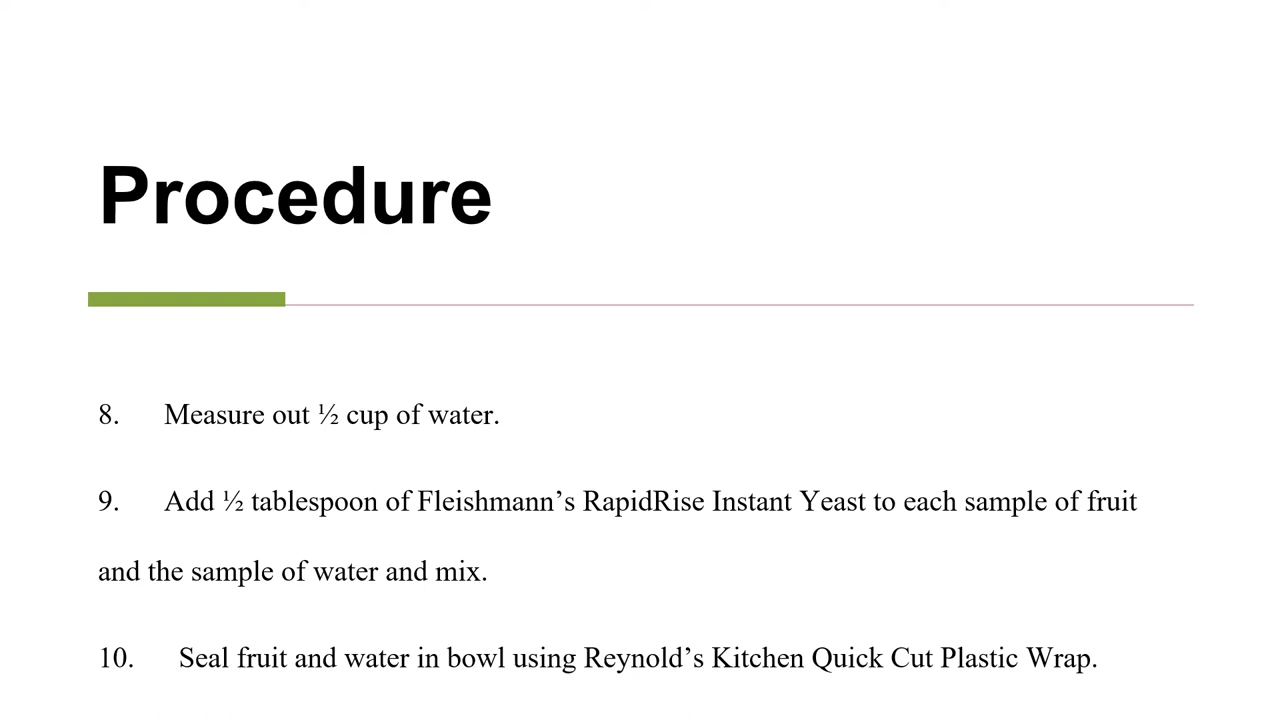 Procedure
8. Measure out ½ cup of water.
9. Add ½ tablespoon of Fleishmann’s RapidRise Instant Yeast to each sample of fruit
and the sample of water and mix.
10. Seal fruit and water in bowl using Reynold’s Kitchen Quick Cut Plastic Wrap.